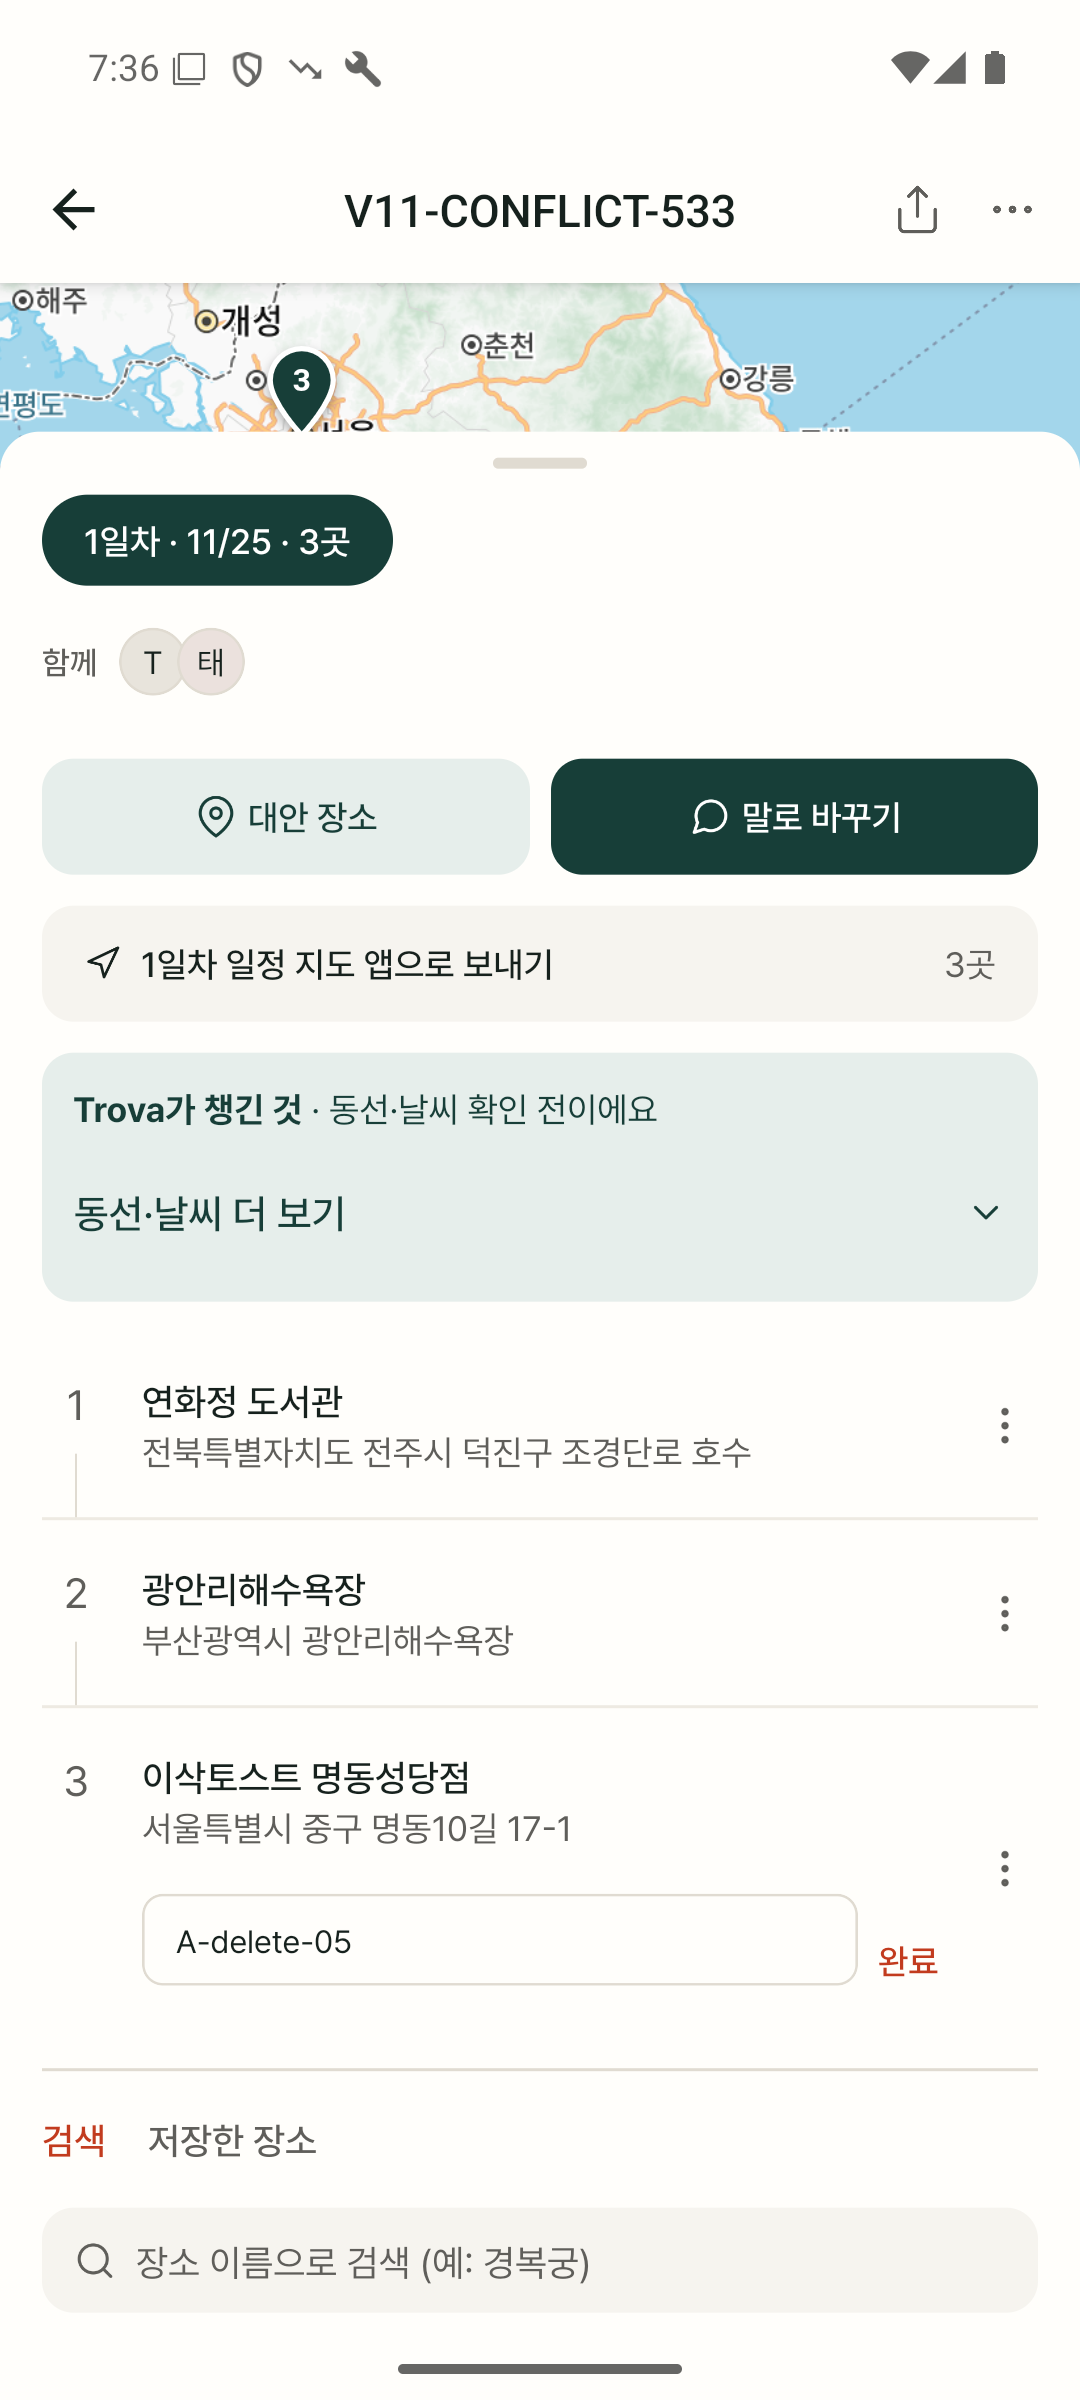 7:36
V11-CONFLICT-533
해주
개성
춘천
강릉
연평도
3
1일차 · 11/25 · 3곳
함께 T 태
대안 장소
말로 바꾸기
1일차 일정 지도 앱으로 보내기 3곳
Trova가 챙긴 것 · 동선·날씨 확인 전이에요
동선·날씨 더 보기
1 연화정 도서관
전북특별자치도 전주시 덕진구 조경단로 호수
2 광안리해수욕장
부산광역시 광안리해수욕장
3 이삭토스트 명동성당점
서울특별시 중구 명동10길 17-1
A-delete-05
완료
검색 저장한 장소
장소 이름으로 검색 (예: 경복궁)